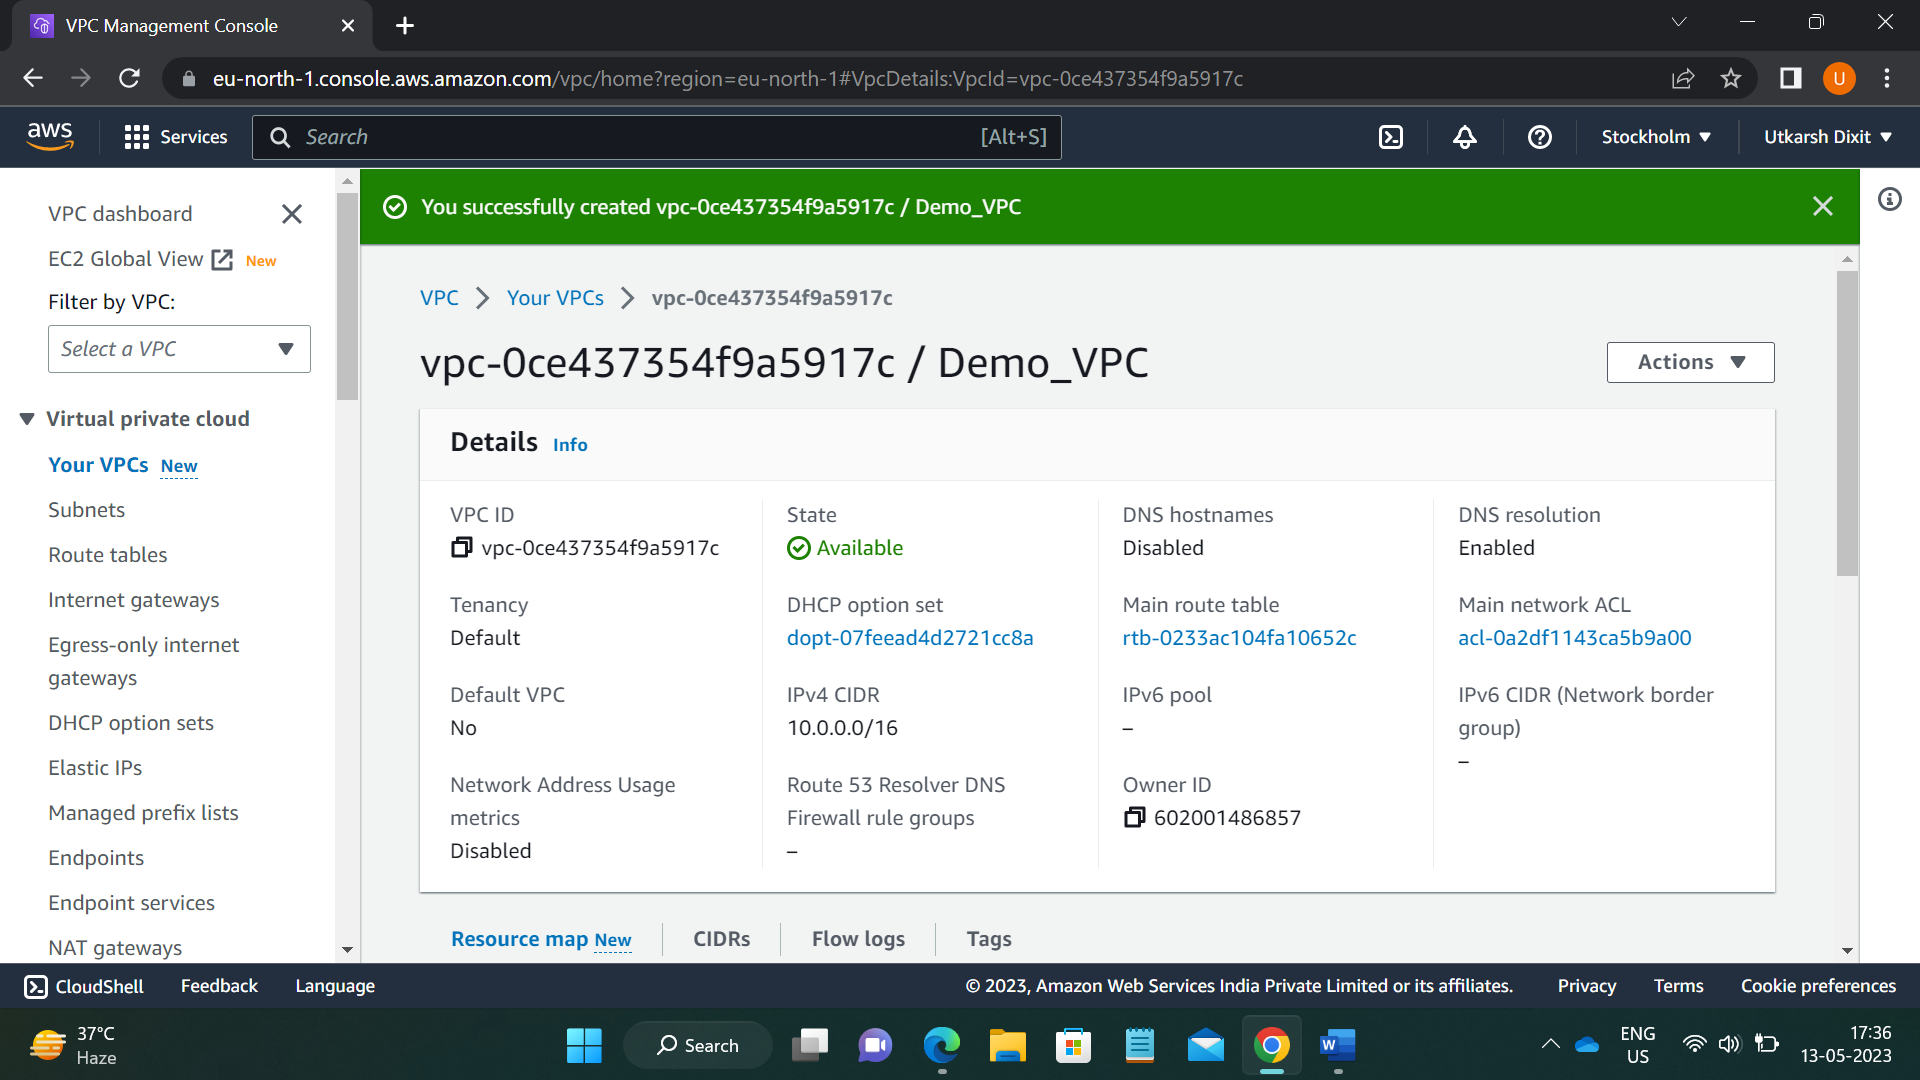 VPC Management Console
eu-north-1.console.aws.amazon.com/vpc/home?region=eu-north-1#VpcDetails:VpcId=vpc-0ce437354f9a5917c
U
aws
Services
Search
[Alt+S]
Stockholm
Utkarsh Dixit
VPC dashboard
EC2 Global View New
Filter by VPC:
Select a VPC
Virtual private cloud
Your VPCs New
Subnets
Route tables
Internet gateways
Egress-only internet
gateways
DHCP option sets
Elastic IPs
Managed prefix lists
Endpoints
Endpoint services
NAT gateways
You successfully created vpc-0ce437354f9a5917c / Demo_VPC
VPC
Your VPCs
vpc-0ce437354f9a5917c
vpc-0ce437354f9a5917c / Demo_VPC
Actions
Details Info
VPC ID
vpc-0ce437354f9a5917c
State
Available
DNS hostnames
Disabled
DNS resolution
Enabled
Tenancy
Default
DHCP option set
dopt-07feead4d2721cc8a
Main route table
rtb-0233ac104fa10652c
Main network ACL
acl-0a2df1143ca5b9a00
Default VPC
No
IPv4 CIDR
10.0.0.0/16
IPv6 pool
–
IPv6 CIDR (Network border
group)
–
Network Address Usage
metrics
Disabled
Route 53 Resolver DNS
Firewall rule groups
–
Owner ID
602001486857
Resource map New
CIDRs
Flow logs
Tags
CloudShell
Feedback
Language
© 2023, Amazon Web Services India Private Limited or its affiliates.
Privacy
Terms
Cookie preferences
37°C
Haze
Search
W
ENG
US
17:36
13-05-2023